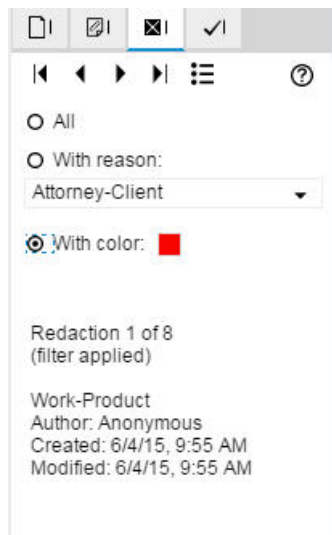 All
With reason:
Attorney-Client
With color:
Redaction 1 of 8
(filter applied)
Work-Product
Author: Anonymous
Created: 6/4/15, 9:55 AM
Modified: 6/4/15, 9:55 AM